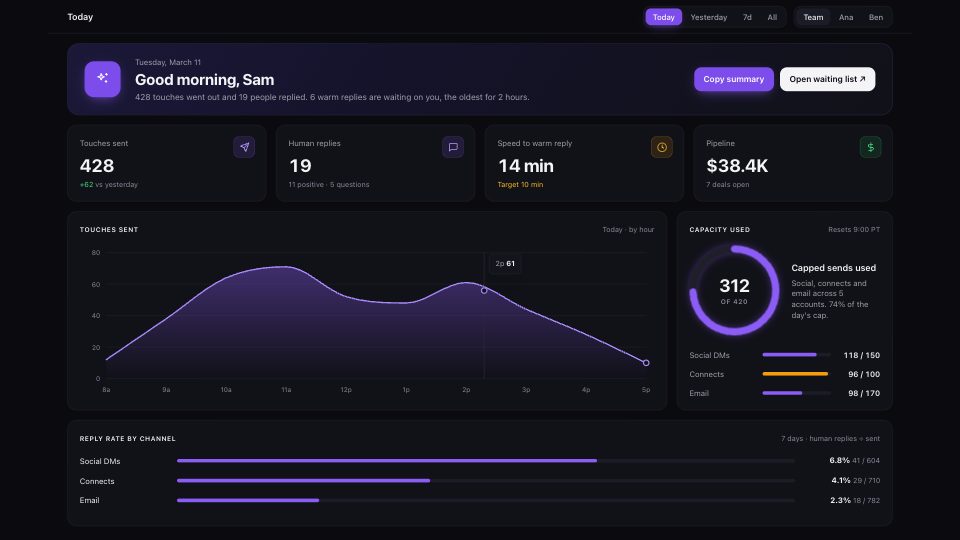 Today
Today Yesterday 7d All Team Ana Ben
Tuesday, March 11
Good morning, Sam
428 touches went out and 19 people replied. 6 warm replies are waiting on you, the oldest for 2 hours.
Copy summary
Open waiting list ↗
Touches sent
428
+62 vs yesterday
Human replies
19
11 positive · 5 questions
Speed to warm reply
14 min
Target 10 min
Pipeline
$38.4K
7 deals open
TOUCHES SENT
Today · by hour
80
60
40
20
0
2p 61
8a 9a 10a 11a 12p 1p 2p 3p 4p 5p
CAPACITY USED
Resets 9:00 PT
312
OF 420
Capped sends used
Social, connects and
email across 5
accounts. 74% of the
day's cap.
Social DMs 118 / 150
Connects 96 / 100
Email 98 / 170
REPLY RATE BY CHANNEL
7 days · human replies ÷ sent
Social DMs 6.8% 41 / 604
Connects 4.1% 29 / 710
Email 2.3% 18 / 782